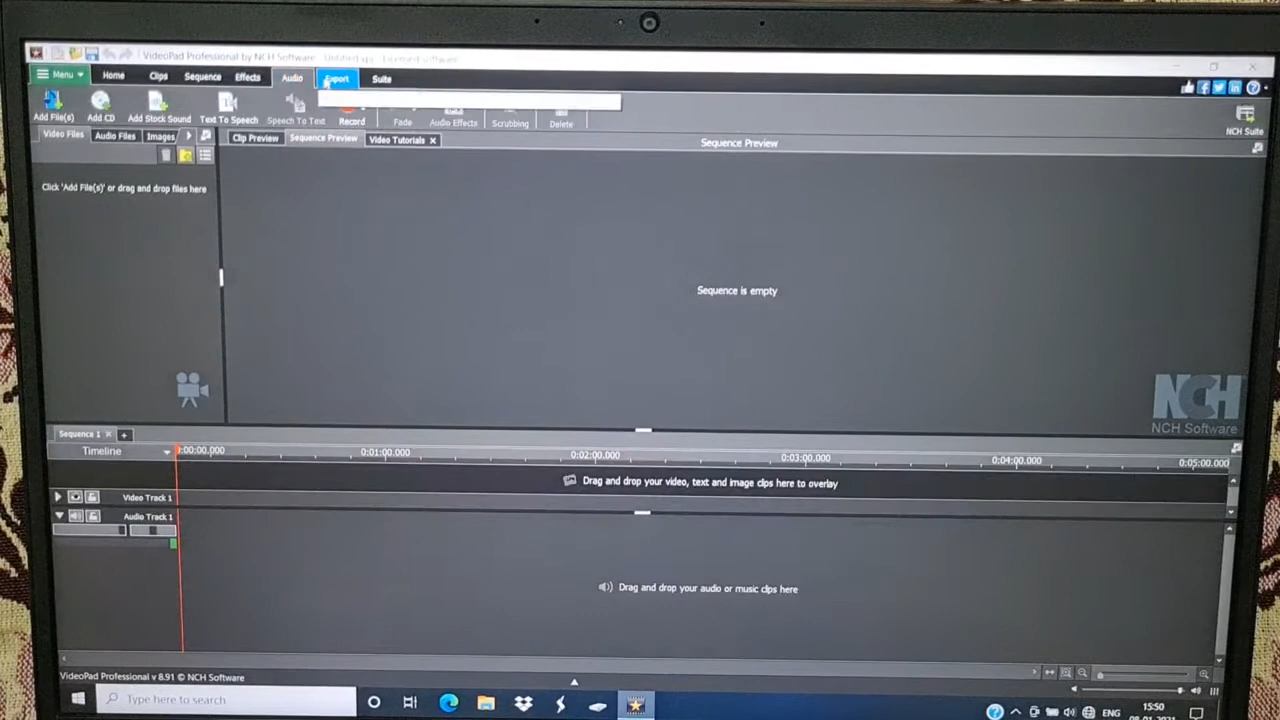 VideoPad Professional by NCH Software - Untitled.vpj - Licensed software
Menu Home Clips Sequence Effects Audio Export Suite
Add File(s) Add CD Add Stock Sound Text To Speech Speech To Text Record Fade Audio Effects Scrubbing Delete NCH Suite
Video Files Audio Files Images Clip Preview Sequence Preview Video Tutorials Sequence Preview
Click 'Add File(s)' or drag and drop files here
Sequence is empty
NCH
NCH Software
Sequence 1
Timeline 0:00:00.000 0:01:00.000 0:02:00.000 0:03:00.000 0:04:00.000 0:05:00.000
Drag and drop your video, text and image clips here to overlay
Video Track 1
Audio Track 1
Drag and drop your audio or music clips here
VideoPad Professional v 8.91 © NCH Software
Type here to search
ENG
15:50